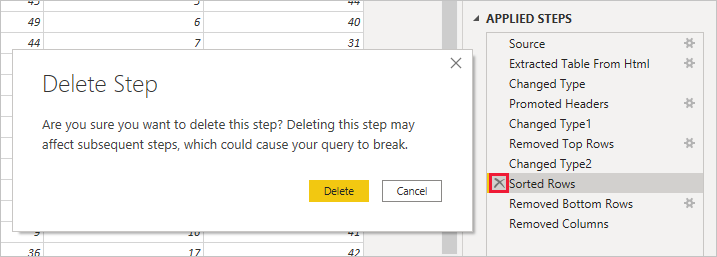 45 5 44
49 6 40
44 7 31
Delete Step
Are you sure you want to delete this step? Deleting this step may
affect subsequent steps, which could cause your query to break.
Delete Cancel
36 17 42
APPLIED STEPS
Source
Extracted Table From Html
Changed Type
Promoted Headers
Changed Type1
Removed Top Rows
Changed Type2
Sorted Rows
Removed Bottom Rows
Removed Columns